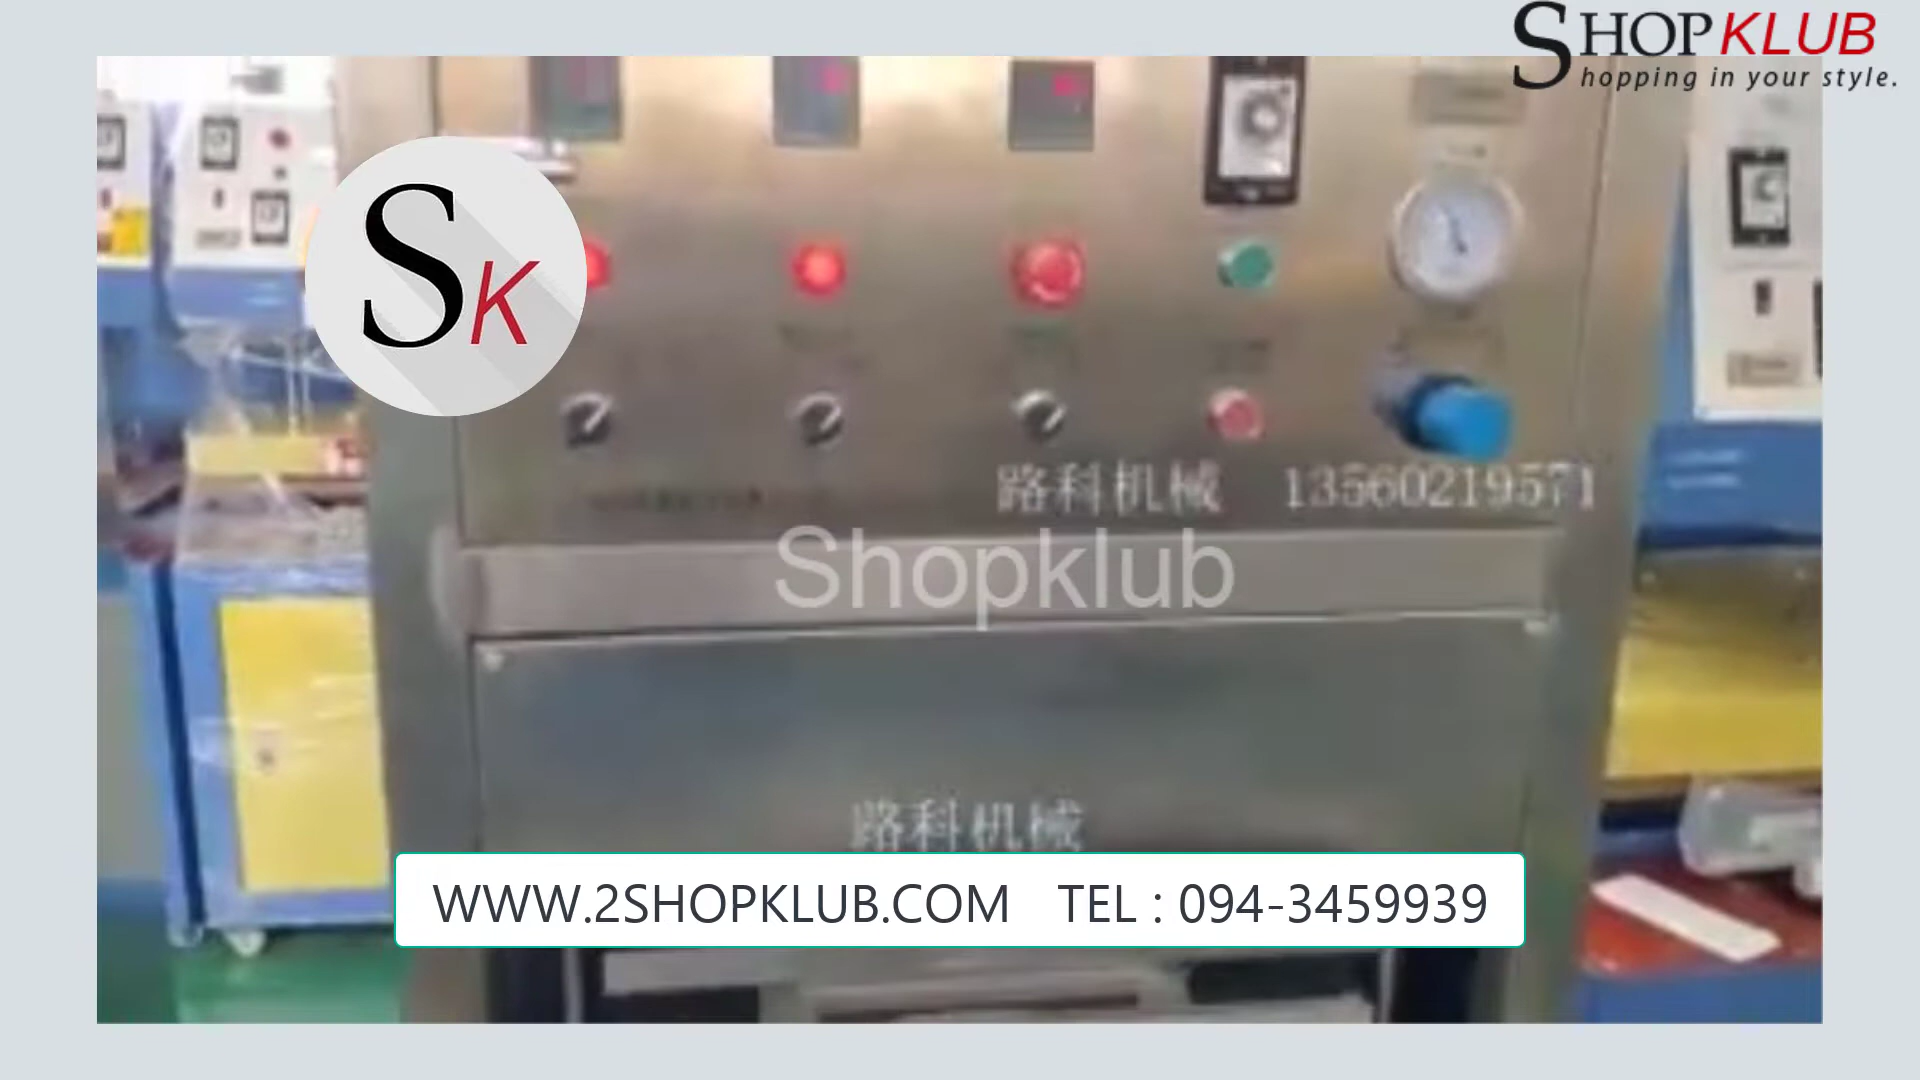 SHOPKLUB
Shopping in your style.
SK
路科机械 13560219571
Shopklub
路科机械
WWW.2SHOPKLUB.COM TEL : 094-3459939